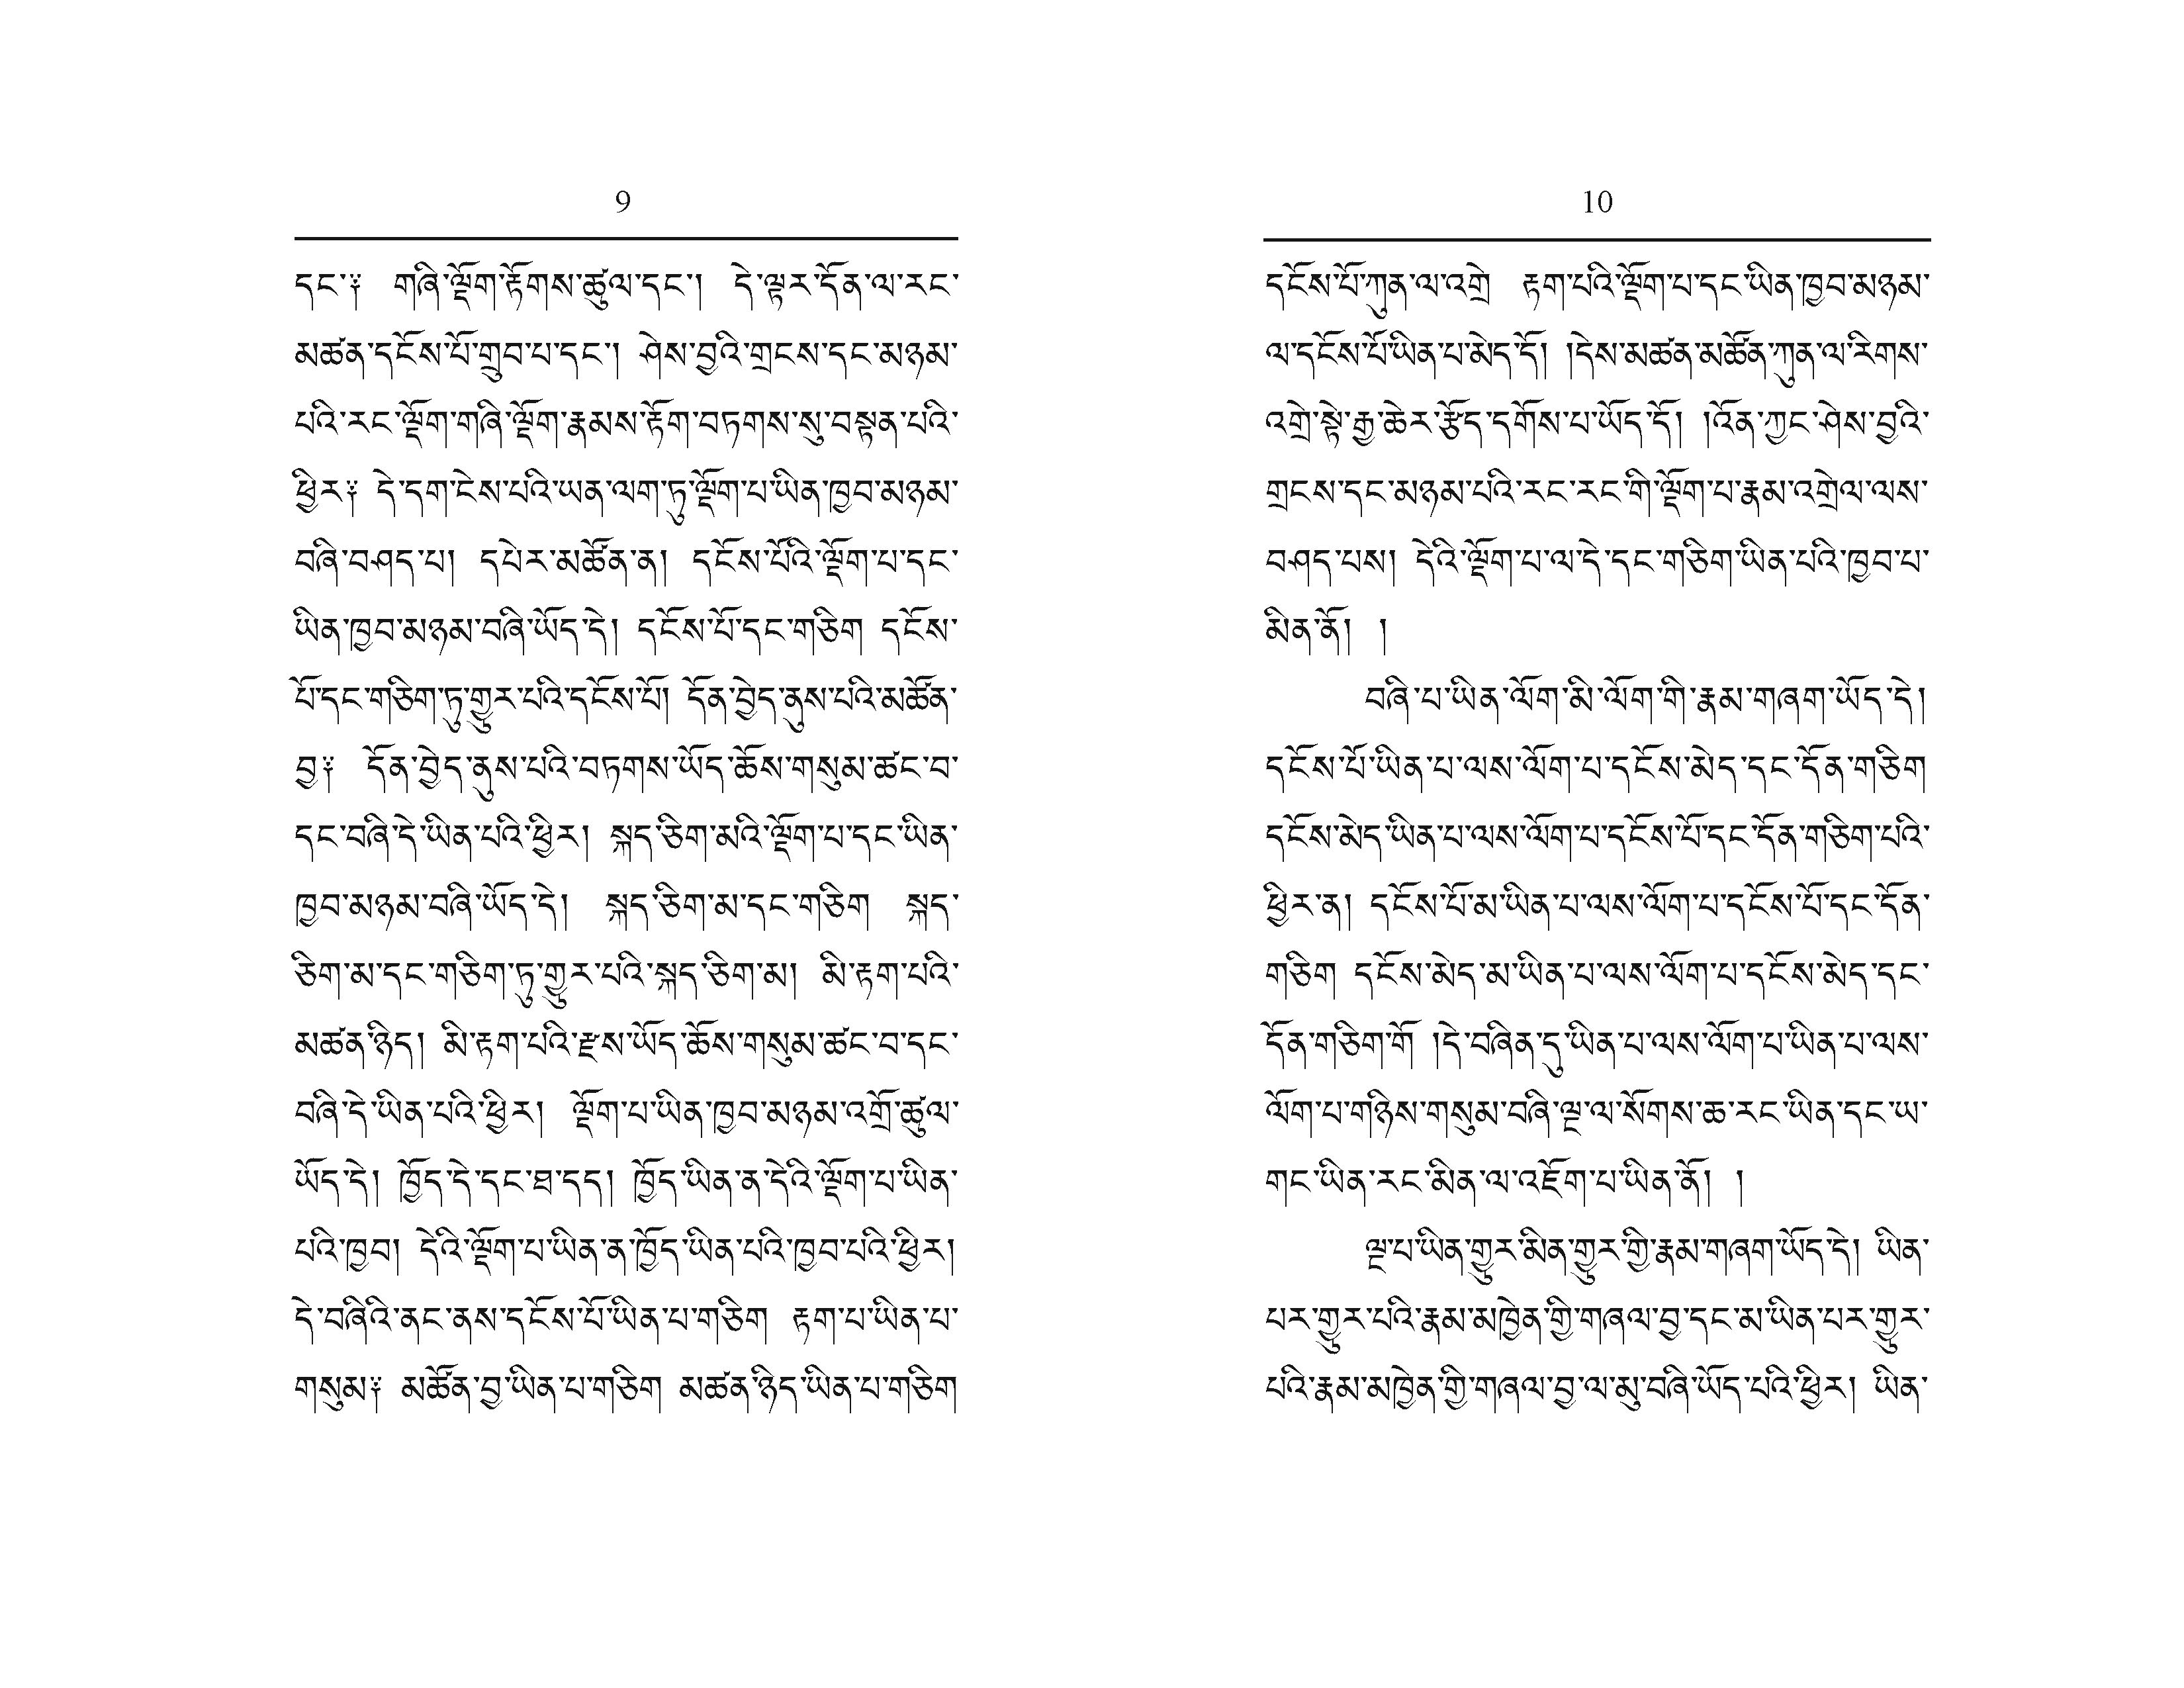 9
དང་༑ གཞི་ལྡོག་རྟོགས་ཚུལ་དང་། དེ་ལྟར་དོན་ལ་རང་
མཚན་དངོས་པོ་གྲུབ་པ་དང་། ཤེས་བྱའི་གྲངས་དང་མཉམ་
པའི་རང་ལྡོག་གཞི་ལྡོག་རྣམས་རྟོག་བཏགས་སུ་བསྟན་པའི་
ཕྱིར༑ དེ་དག་ངེས་པའི་ཡན་ལག་ཏུ་ལྡོག་པ་ཡིན་ཁྱབ་མཉམ་
བཞི་བཤད་པ། དཔེར་མཚོན་ན། དངོས་པོའི་ལྡོག་པ་དང་
ཡིན་ཁྱབ་མཉམ་བཞི་ཡོད་དེ། དངོས་པོ་དང་གཅིག དངོས་
པོ་དང་གཅིག་ཏུ་གྱུར་པའི་དངོས་པོ། དོན་བྱེད་ནུས་པའི་མཚོན་
བྱ༑ དོན་བྱེད་ནུས་པའི་བཏགས་ཡོད་ཆོས་གསུམ་ཚང་བ་
དང་བཞི་དེ་ཡིན་པའི་ཕྱིར། སྐད་ཅིག་མའི་ལྡོག་པ་དང་ཡིན་
ཁྱབ་མཉམ་བཞི་ཡོད་དེ། སྐད་ཅིག་མ་དང་གཅིག སྐད་
ཅིག་མ་དང་གཅིག་ཏུ་གྱུར་པའི་སྐད་ཅིག་མ། མི་རྟག་པའི་
མཚན་ཉིད། མི་རྟག་པའི་རྫས་ཡོད་ཆོས་གསུམ་ཚང་བ་དང་
བཞི་དེ་ཡིན་པའི་ཕྱིར། ལྡོག་པ་ཡིན་ཁྱབ་མཉམ་འགྲོ་ཚུལ་
ཡོད་དེ། ཁྱོད་དེ་དང་ཐ་དད། ཁྱོད་ཡིན་ན་དེའི་ལྡོག་པ་ཡིན་
པའི་ཁྱབ། དེའི་ལྡོག་པ་ཡིན་ན་ཁྱོད་ཡིན་པའི་ཁྱབ་པའི་ཕྱིར།
དེ་བཞིའི་ནང་ནས་དངོས་པོ་ཡིན་པ་གཅིག རྟག་པ་ཡིན་པ་
གསུམ༑ མཚོན་བྱ་ཡིན་པ་གཅིག མཚན་ཉིད་ཡིན་པ་གཅིག
10
དངོས་པོ་ཀུན་ལ་འགྲེ རྟག་པའི་ལྡོག་པ་དང་ཡིན་ཁྱབ་མཉམ་
ལ་དངོས་པོ་ཡིན་པ་མེད་དོ། །དེས་མཚན་མཚོན་ཀུན་ལ་རིགས་
འགྲེ་སྟེ་རྒྱ་ཆེར་རྩོད་དགོས་པ་ཡོད་དོ། །འོན་ཀྱང་ཤེས་བྱའི་
གྲངས་དང་མཉམ་པའི་རང་རང་གི་ལྡོག་པ་རྣམ་འགྲེལ་ལས་
བཤད་པས། དེའི་ལྡོག་པ་ལ་དེ་དང་གཅིག་ཡིན་པའི་ཁྱབ་པ་
མིན་ནོ། །
བཞི་པ་ཡིན་ལོག་མི་ལོག་གི་རྣམ་གཞག་ཡོད་དེ།
དངོས་པོ་ཡིན་པ་ལས་ལོག་པ་དངོས་མེད་དང་དོན་གཅིག
དངོས་མེད་ཡིན་པ་ལས་ལོག་པ་དངོས་པོ་དང་དོན་གཅིག་པའི་
ཕྱིར་ན། དངོས་པོ་མ་ཡིན་པ་ལས་ལོག་པ་དངོས་པོ་དང་དོན་
གཅིག དངོས་མེད་མ་ཡིན་པ་ལས་ལོག་པ་དངོས་མེད་དང་
དོན་གཅིག་གོ །དེ་བཞིན་དུ་ཡིན་པ་ལས་ལོག་པ་ཡིན་པ་ལས་
ལོག་པ་གཉིས་གསུམ་བཞི་ལྔ་ལ་སོགས་ཆ་རང་ཡིན་དང་ཡ་
གང་ཡིན་རང་མིན་ལ་འཇོག་པ་ཡིན་ནོ། །
ལྔ་པ་ཡིན་གྱུར་མིན་གྱུར་གྱི་རྣམ་གཞག་ཡོད་དེ། ཡིན་
པར་གྱུར་པའི་རྣམ་མཁྱེན་གྱི་གཞལ་བྱ་དང་མ་ཡིན་པར་གྱུར་
པའི་རྣམ་མཁྱེན་གྱི་གཞལ་བྱ་ལ་མུ་བཞི་ཡོད་པའི་ཕྱིར། ཡིན་